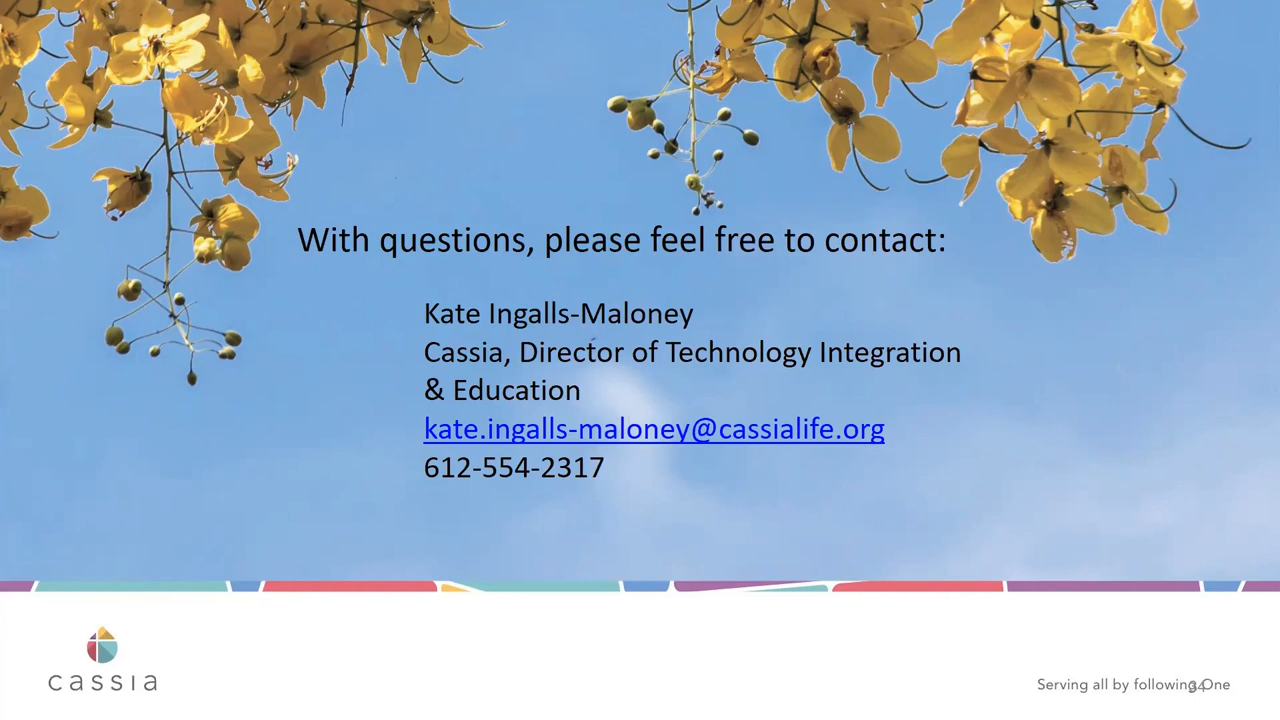 With questions, please feel free to contact:
Kate Ingalls-Maloney
Cassia, Director of Technology Integration
& Education
kate.ingalls-maloney@cassialife.org
612-554-2317
cassia
Serving all by following One
34